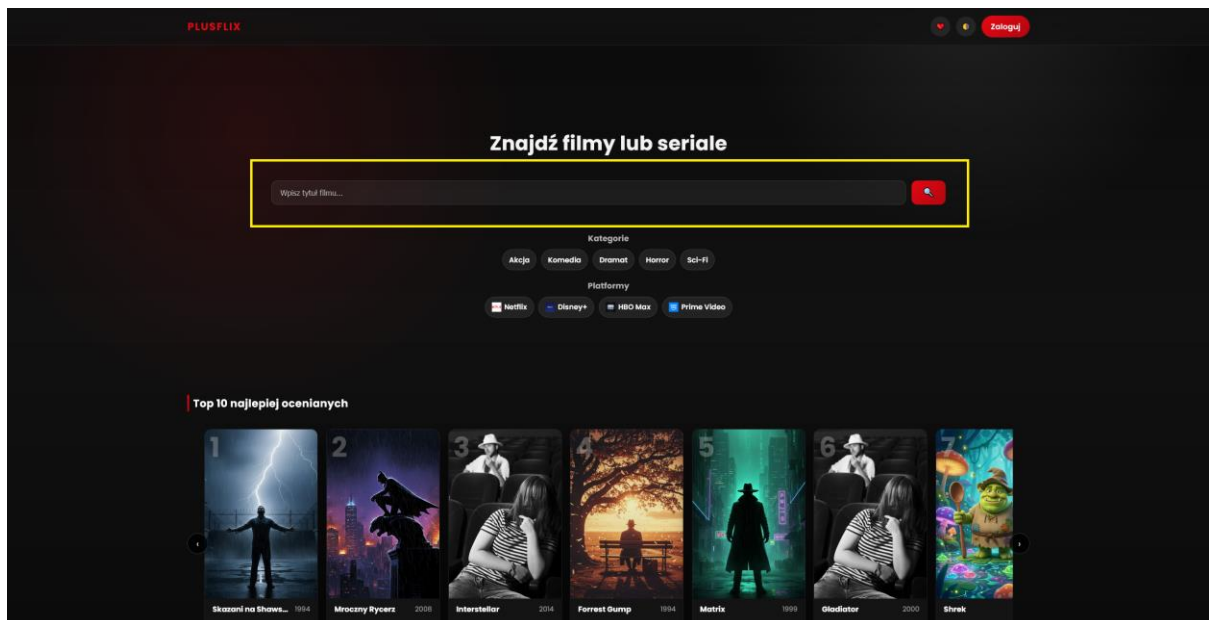 PLUSFLIX
Zaloguj
Znajdź filmy lub seriale
Wpisz tytuł filmu...
Kategorie
Akcja Komedia Dramat Horror Sci-Fi
Platformy
Netflix Disney+ HBO Max Prime Video
Top 10 najlepiej ocenianych
1 2 3 4 5 6 7
Skazani na Shaws... 1994 Mroczny Rycerz 2008 Interstellar 2014 Forrest Gump 1994 Matrix 1999 Gladiator 2000 Shrek